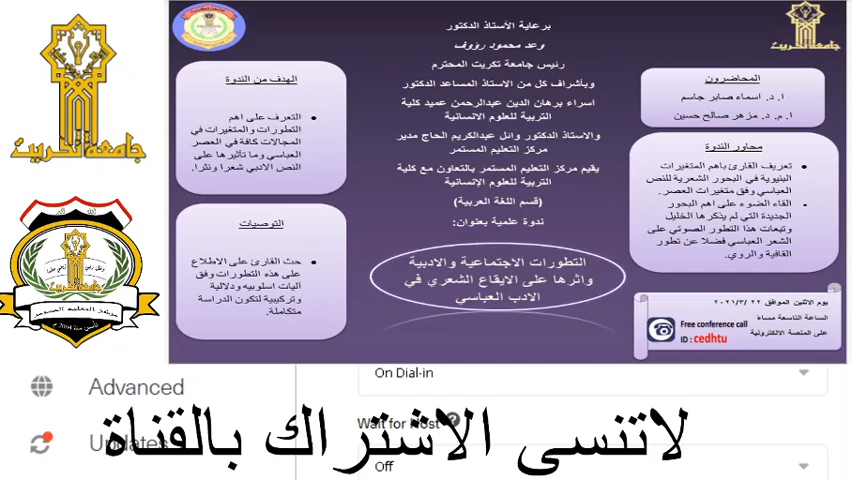 برعاية الأستاذ الدكتور
وعد محمود رؤوف
رئيس جامعة تكريت المحترم
وبأشراف كل من الاستاذ المساعد الدكتور
اسراء برهان الدين عبدالرحمن عميد كلية
التربية للعلوم الانسانية
والاستاذ الدكتور وائل عبدالكريم الحاج مدير
مركز التعليم المستمر
يقيم مركز التعليم المستمر بالتعاون مع كلية
التربية للعلوم الإنسانية
(قسم اللغة العربية)
ندوة علمية بعنوان:
التطورات الاجتماعية والادبية
واثرها على الايقاع الشعري في
الادب العباسي
المحاضرون
ا. د. اسماء صابر جاسم
ا. م. د. مزهر صالح حسين
محاور الندوة
تعريف القارئ باهم المتغيرات
البنيوية في البحور الشعرية للنص
العباسي وفق متغيرات العصر.
القاء الضوء على اهم البحور
الجديدة التي لم يذكرها الخليل
وتبعات هذا التطور الصوتي على
الشعر العباسي فضلا عن تطور
القافية والروي.
يوم الاثنين الموافق ٢٢ /٢٠٢١/٣
الساعة التاسعة مساءً
على المنصة الالكترونية
Free conference call
ID : cedhtu
الهدف من الندوة
التعرف على اهم
التطورات والمتغيرات في
المجالات كافة في العصر
العباسي وما تأثيرها على
النص الادبي شعرا ونثرا.
التوصيات
حث القارئ على الاطلاع
على هذه التطورات وفق
آليات اسلوبيه ودلالية
وتركيبية لتكون الدراسة
متكاملة.
جامعة تكريت
جامعة تكريت
On Dial-in
Advanced
Wait for Host
Updates
لاتنسى الاشتراك بالقناة
Off